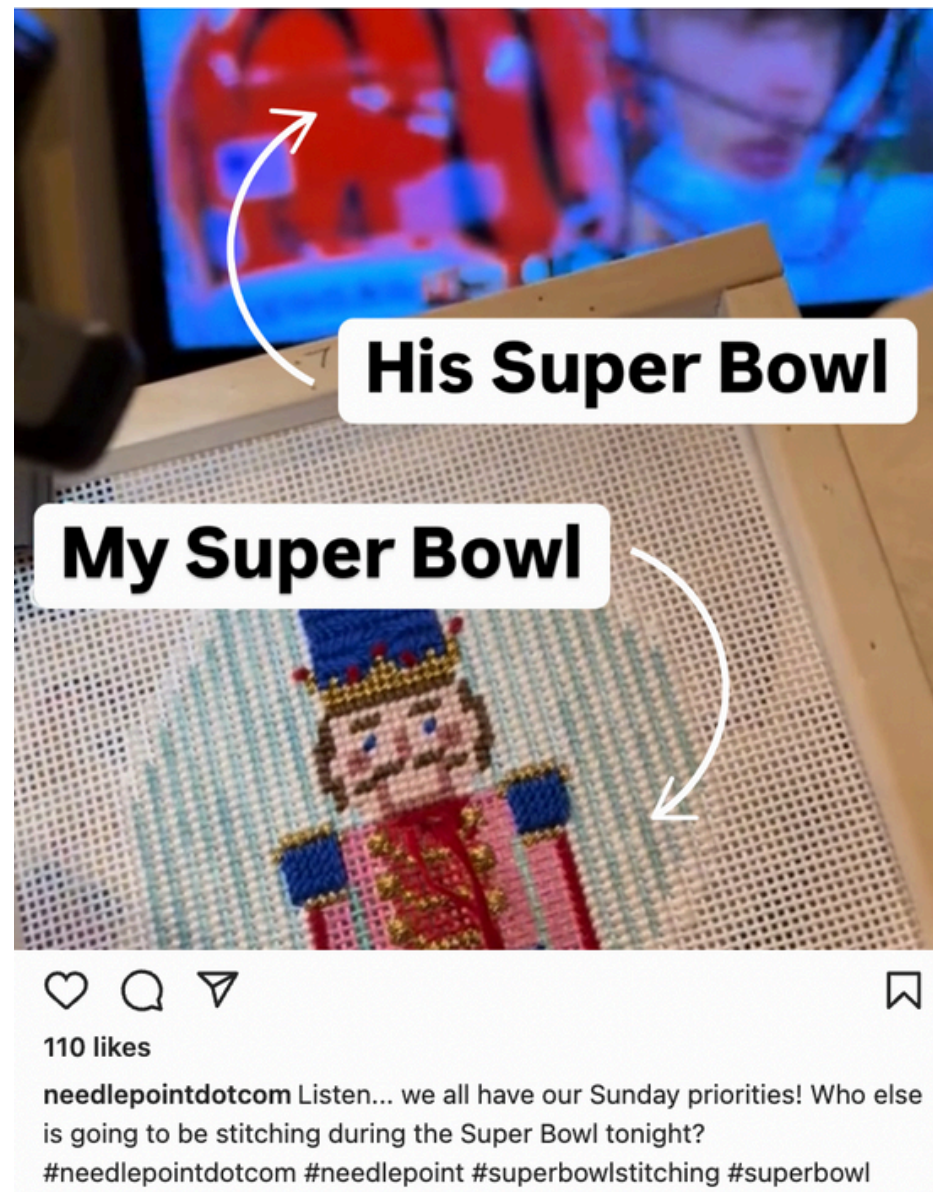 His Super Bowl
My Super Bowl
110 likes
needlepointdotcom Listen... we all have our Sunday priorities! Who else
is going to be stitching during the Super Bowl tonight?
#needlepointdotcom #needlepoint #superbowlstitching #superbowl